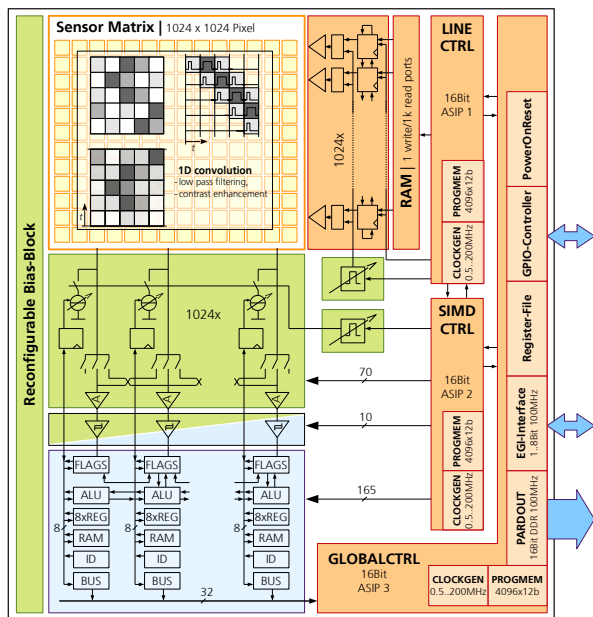 Reconfigurable Bias-Block
Sensor Matrix | 1024 x 1024 Pixel
t
t
1D convolution
- low pass filtering,
- contrast enhancement
1024x
RAM | 1 write/1k read ports
LINE
CTRL
16Bit
ASIP 1
PROGMEM
4096x12b
CLOCKGEN
0.5..200MHz
PowerOnReset
GPIO-Controller
Register-File
EGI-Interface
1..8Bit 100MHz
PARDOUT
16Bit DDR 100MHz
1024x
SIMD
CTRL
16Bit
ASIP 2
PROGMEM
4096x12b
CLOCKGEN
0.5..200MHz
70
10
165
A
A
A
FLAGS
FLAGS
FLAGS
ALU
ALU
ALU
8xREG
8xREG
8xREG
8
8
8
RAM
RAM
RAM
ID
ID
ID
BUS
BUS
BUS
32
GLOBALCTRL
16Bit
ASIP 3
CLOCKGEN
0.5..200MHz
PROGMEM
4096x12b